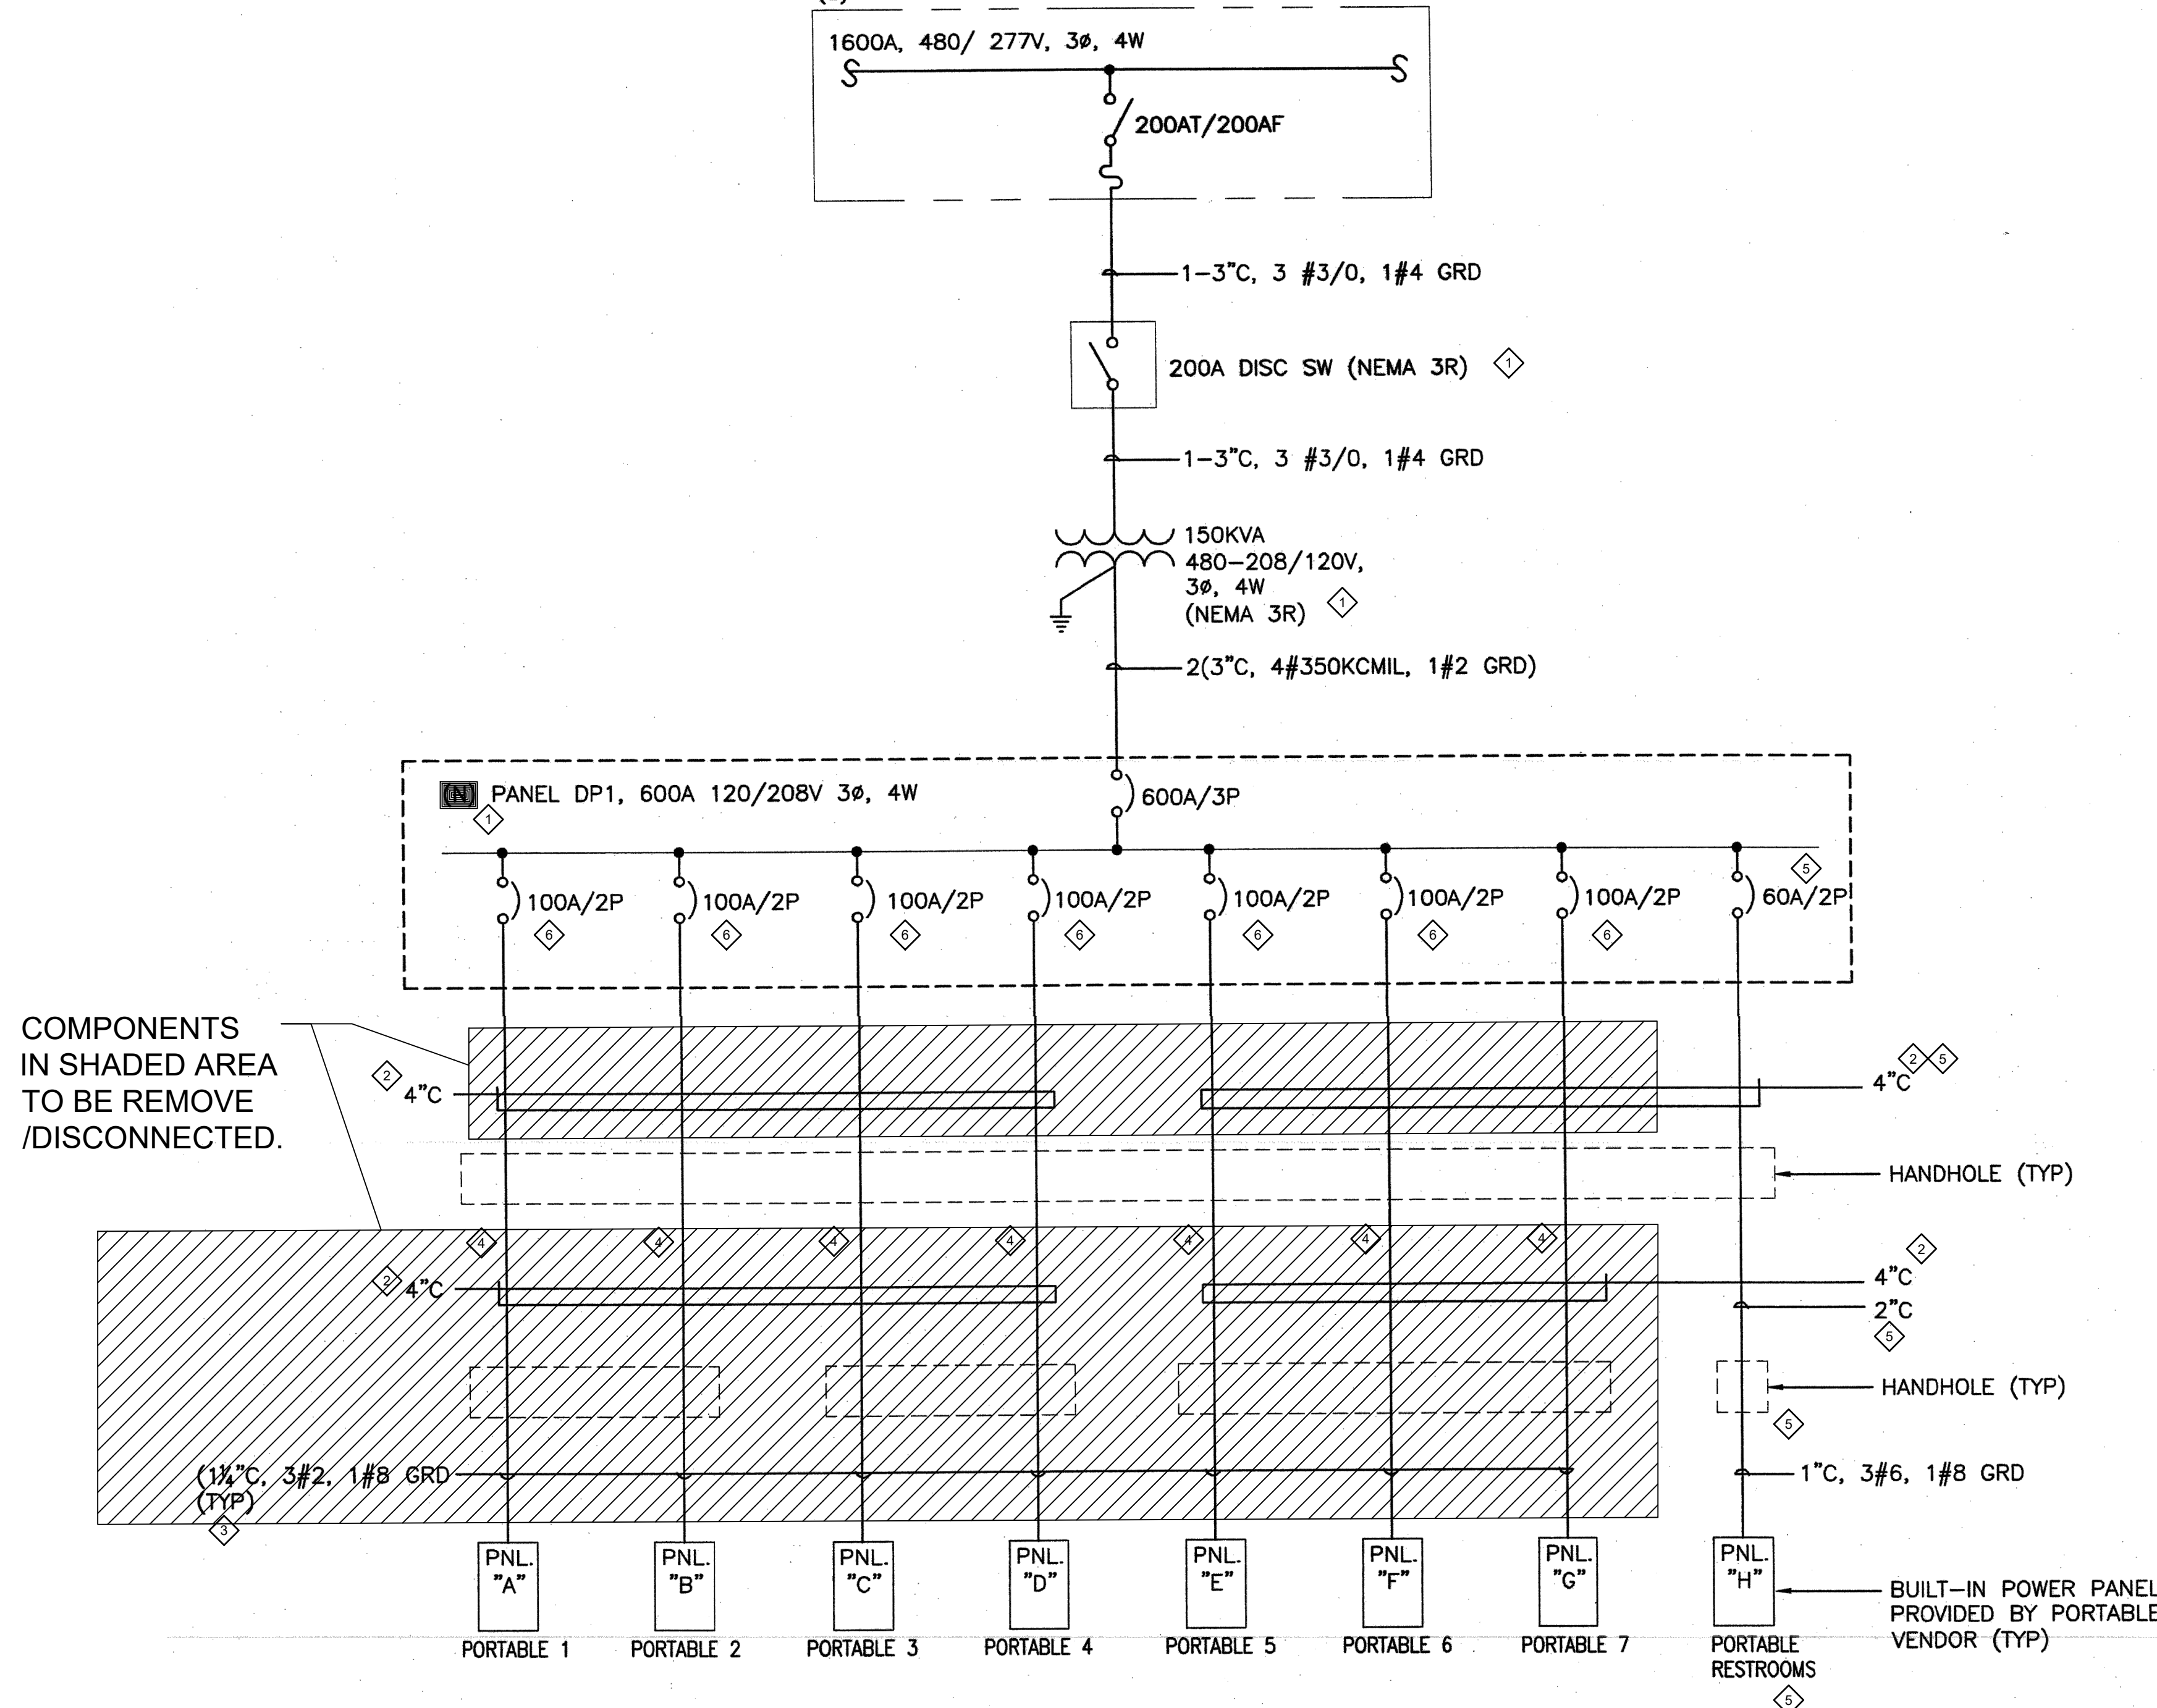 1600A, 480/ 277V, 3ø, 4W
200AT/200AF
1-3"C, 3 #3/0, 1#4 GRD
200A DISC SW (NEMA 3R)
1
1-3"C, 3 #3/0, 1#4 GRD
150KVA
480-208/120V,
3ø, 4W
(NEMA 3R)
1
2(3"C, 4#350KCMIL, 1#2 GRD)
(N) PANEL DP1, 600A 120/208V 3ø, 4W
1
600A/3P
5
100A/2P 100A/2P 100A/2P 100A/2P 100A/2P 100A/2P 100A/2P 60A/2P
6 6 6 6 6 6 6
COMPONENTS
IN SHADED AREA
TO BE REMOVE
/DISCONNECTED.
2
4"C
2 5
4"C
HANDHOLE (TYP)
4 4 4 4 4 4 4
2
4"C
2
4"C
2"C
5
HANDHOLE (TYP)
5
(1¼"C, 3#2, 1#8 GRD
(TYP)
3
1"C, 3#6, 1#8 GRD
PNL. "A"
PNL. "B"
PNL. "C"
PNL. "D"
PNL. "E"
PNL. "F"
PNL. "G"
PNL. "H"
BUILT-IN POWER PANEL
PROVIDED BY PORTABLE
VENDOR (TYP)
PORTABLE 1
PORTABLE 2
PORTABLE 3
PORTABLE 4
PORTABLE 5
PORTABLE 6
PORTABLE 7
PORTABLE
RESTROOMS
5